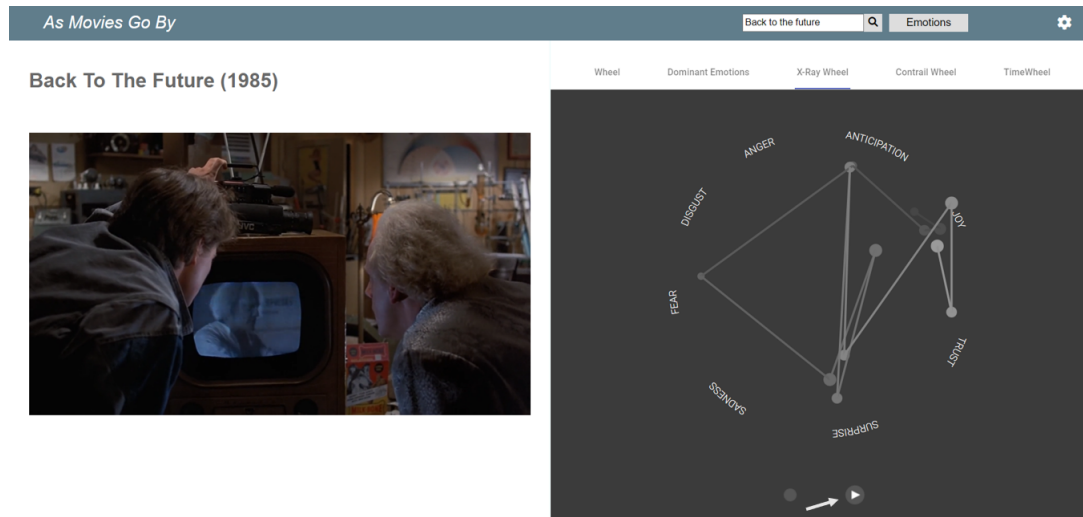 As Movies Go By
Back to the future
Emotions
Back To The Future (1985)
Wheel
Dominant Emotions
X-Ray Wheel
Contrail Wheel
TimeWheel
ANGER
ANTICIPATION
DISGUST
JOY
FEAR
TRUST
SADNESS
SURPRISE
JVC